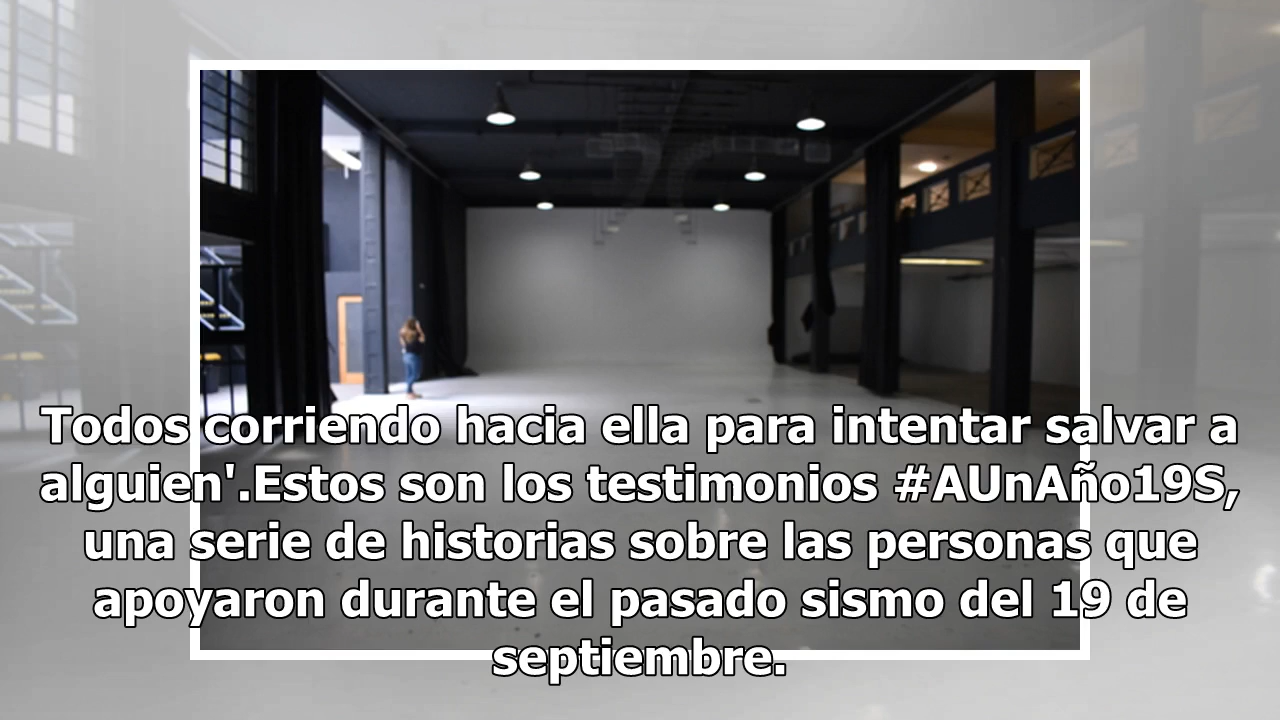 Todos corriendo hacia ella para intentar salvar a
alguien'.Estos son los testimonios #AUnAño19S,
una serie de historias sobre las personas que
apoyaron durante el pasado sismo del 19 de
septiembre.